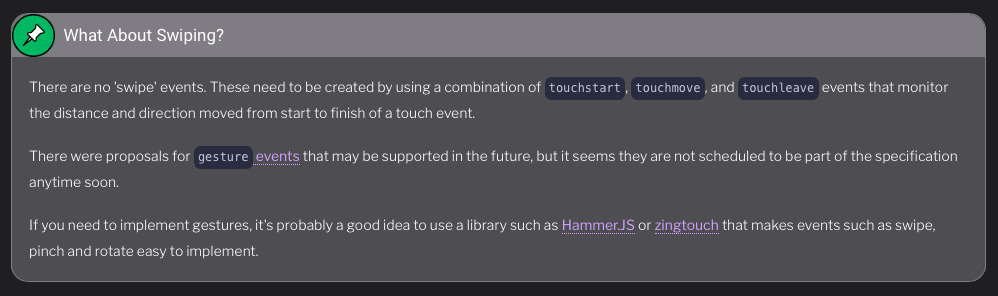 What About Swiping?
There are no 'swipe' events. These need to be created by using a combination of touchstart, touchmove, and touchleave events that monitor
the distance and direction moved from start to finish of a touch event.
There were proposals for gesture events that may be supported in the future, but it seems they are not scheduled to be part of the specification
anytime soon.
If you need to implement gestures, it's probably a good idea to use a library such as Hammer.JS or zingtouch that makes events such as swipe,
pinch and rotate easy to implement.